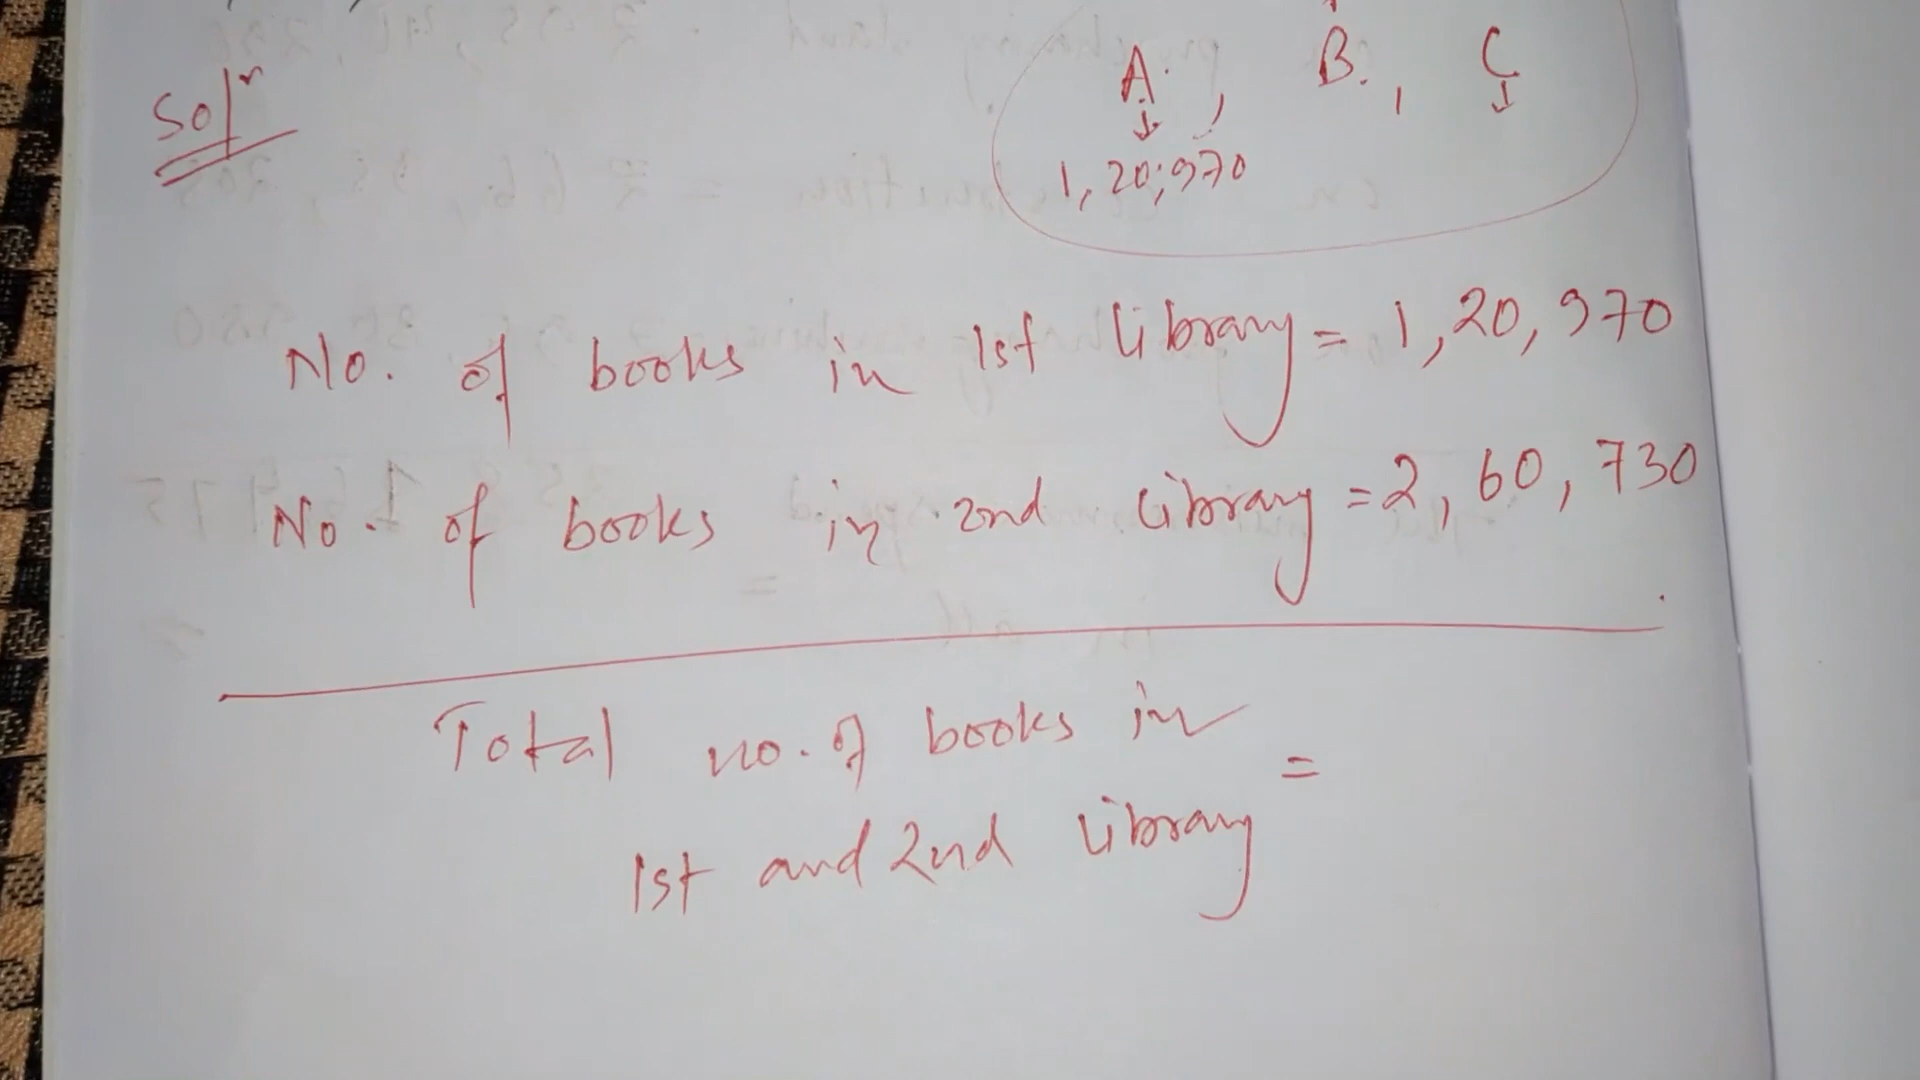 A , B. , C
1,20,970
Sol
No. of books in 1st library = 1,20,970
No. of books in 2nd library = 2,60,730
Total no. of books in
=
1st and 2nd library